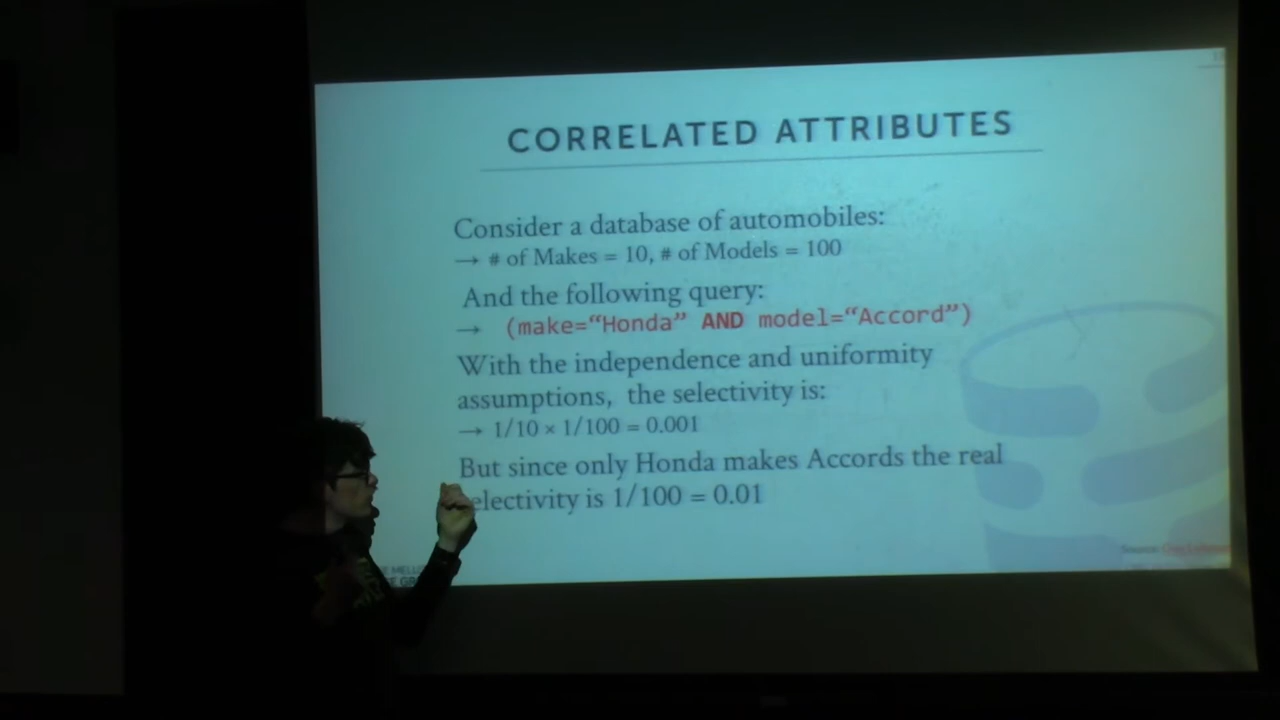 CORRELATED ATTRIBUTES
Consider a database of automobiles:
→ # of Makes = 10, # of Models = 100
And the following query:
→ (make=“Honda” AND model=“Accord”)
With the independence and uniformity
assumptions, the selectivity is:
→ 1/10 × 1/100 = 0.001
But since only Honda makes Accords the real
electivity is 1/100 = 0.01
Source: